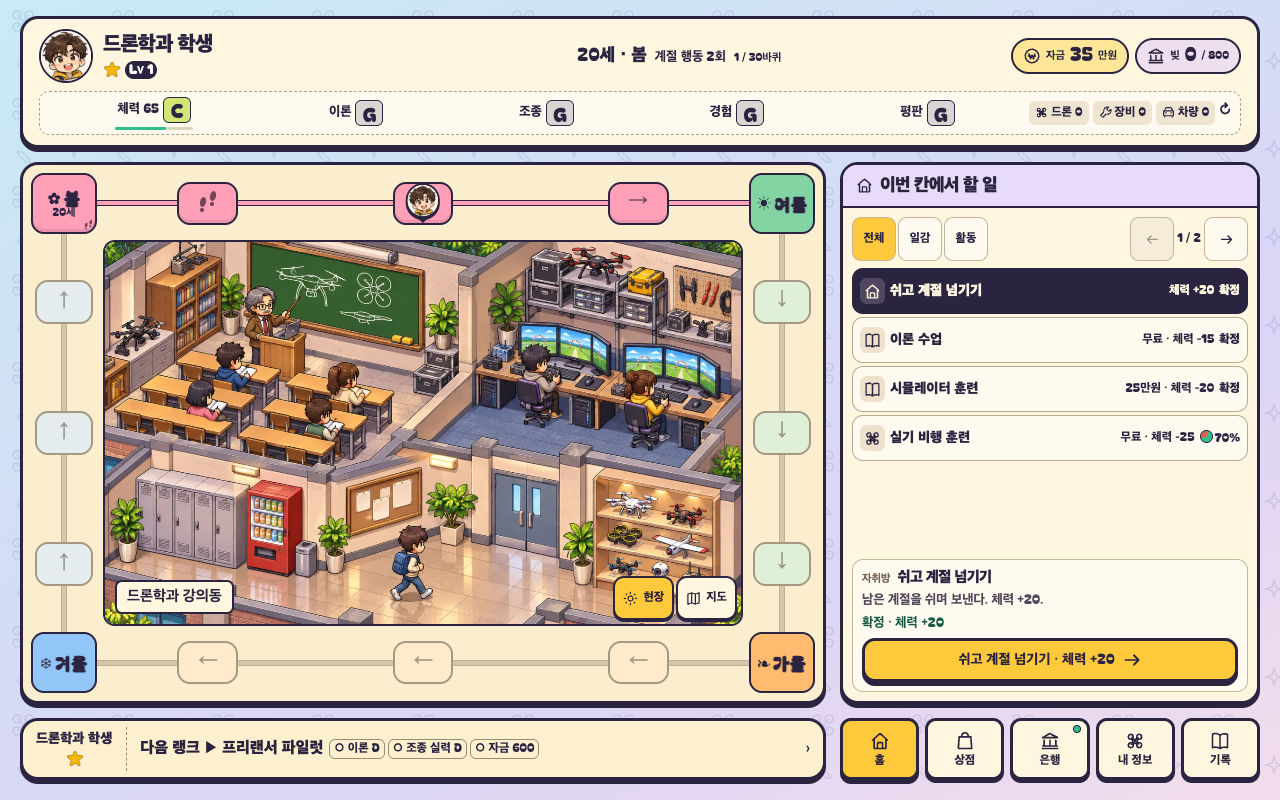 드론학과 학생
Lv 1
20세 · 봄 계절 행동 2회 1 / 30바퀴
자금 35 만원
빚 0 / 800
체력 65 C
이론 G
조종 G
경험 G
평판 G
드론 0
장비 0
차량 0
봄
20세
→
여름
↑
↑
↑
↓
↓
↓
드론학과 강의동
현장
지도
겨울
←
←
←
가을
이번 칸에서 할 일
전체
일감
활동
←
1 / 2
→
쉬고 계절 넘기기 체력 +20 확정
이론 수업 무료 · 체력 -15 확정
시뮬레이터 훈련 25만원 · 체력 -20 확정
실기 비행 훈련 무료 · 체력 -25 70%
자취방 쉬고 계절 넘기기
남은 계절을 쉬며 보낸다. 체력 +20.
확정 · 체력 +20
쉬고 계절 넘기기 · 체력 +20 →
드론학과 학생
다음 랭크 ▶ 프리랜서 파일럿
이론 D
조종 실력 D
자금 600
›
홈
상점
은행
내 정보
기록